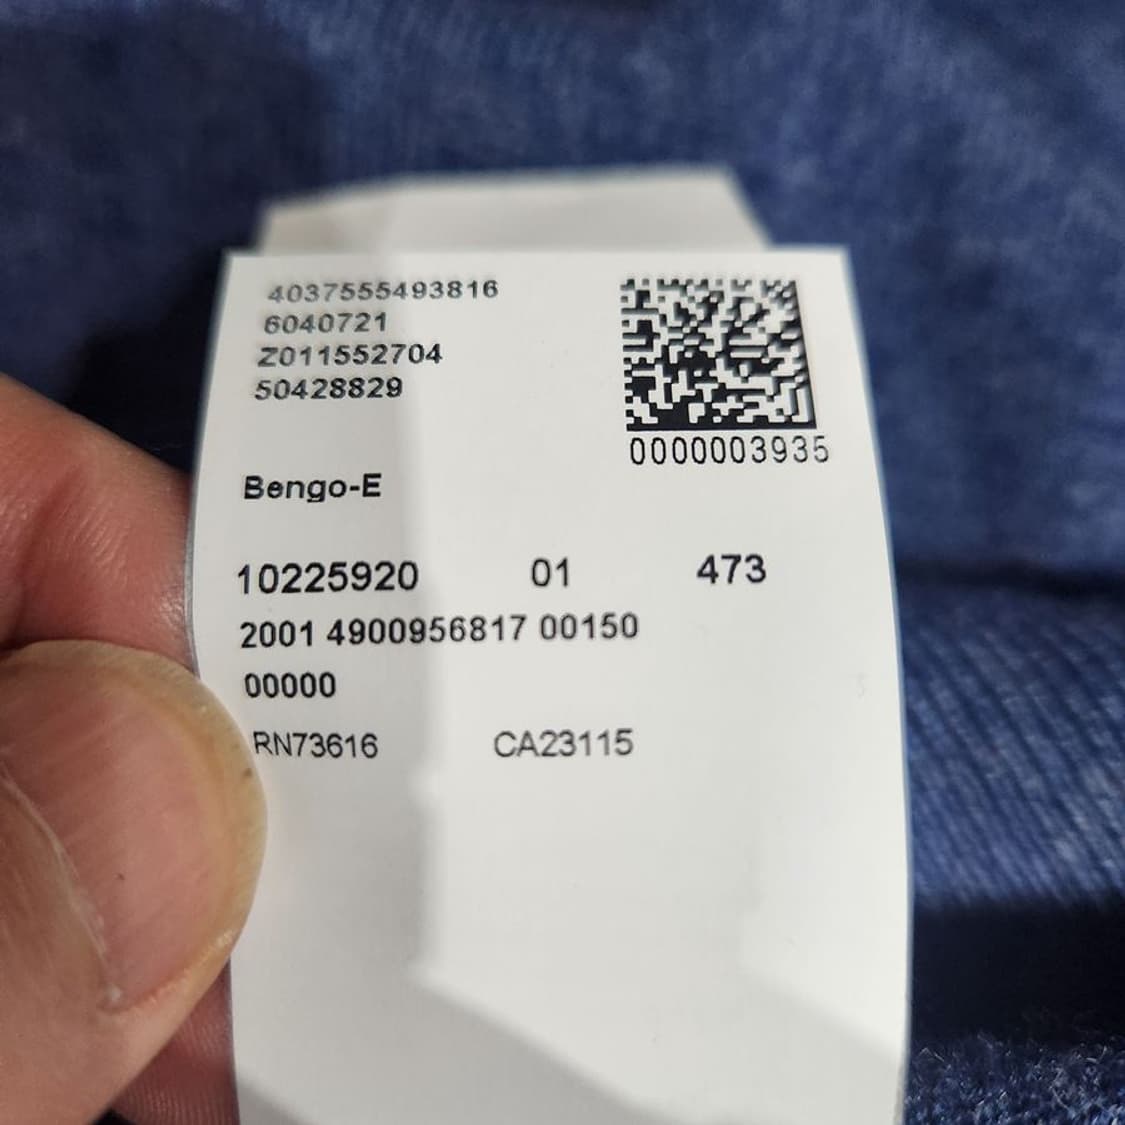 4037555493816
6040721
Z011552704
50428829
0000003935
Bengo-E
10225920 01 473
2001 4900956817 00150
00000
RN73616 CA23115